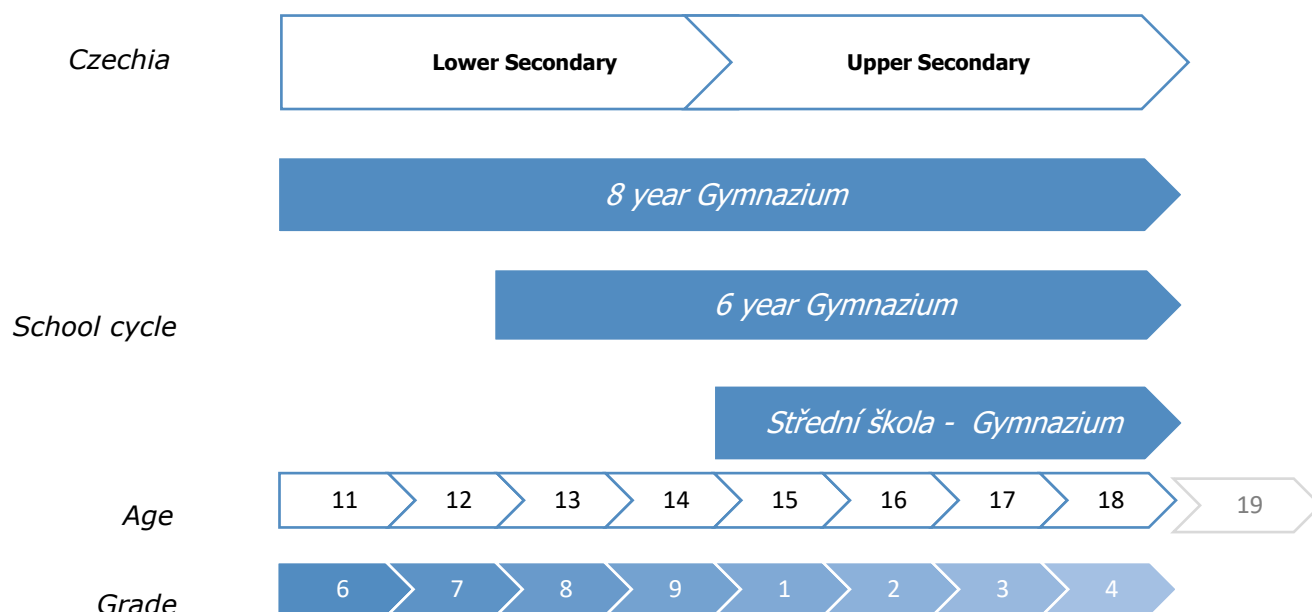 Czechia
Lower Secondary
Upper Secondary
8 year Gymnazium
School cycle
6 year Gymnazium
Střední škola - Gymnazium
Age
11 12 13 14 15 16 17 18 19
Grade
6 7 8 9 1 2 3 4